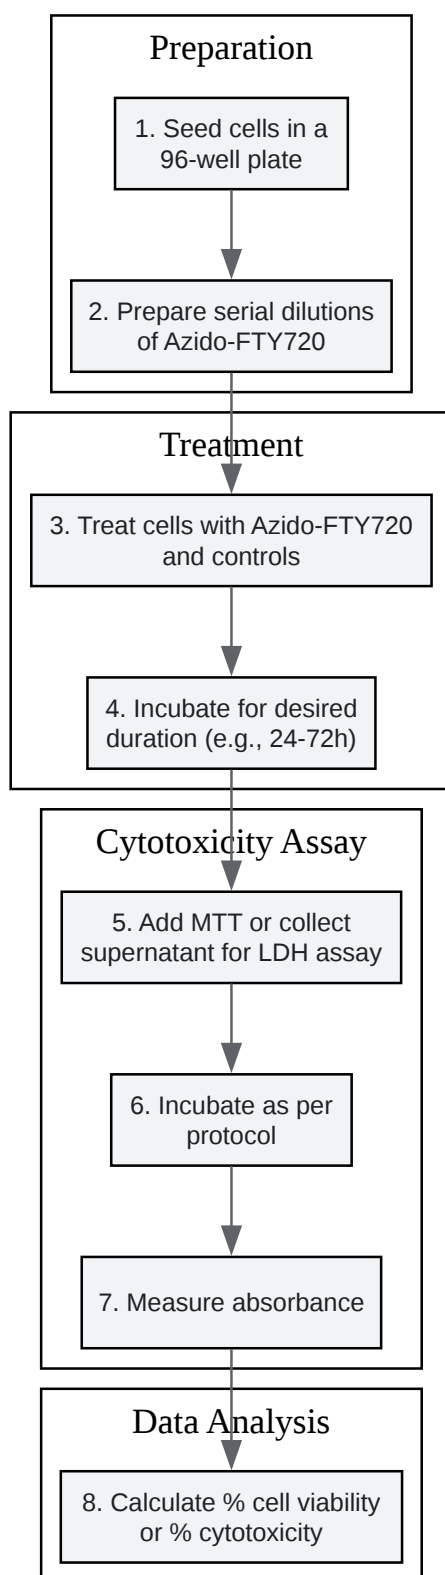 Preparation
1. Seed cells in a
96-well plate
2. Prepare serial dilutions
of Azido-FTY720
Treatment
3. Treat cells with Azido-FTY720
and controls
4. Incubate for desired
duration (e.g., 24-72h)
Cytotoxicity Assay
5. Add MTT or collect
supernatant for LDH assay
6. Incubate as per
protocol
7. Measure absorbance
Data Analysis
8. Calculate % cell viability
or % cytotoxicity